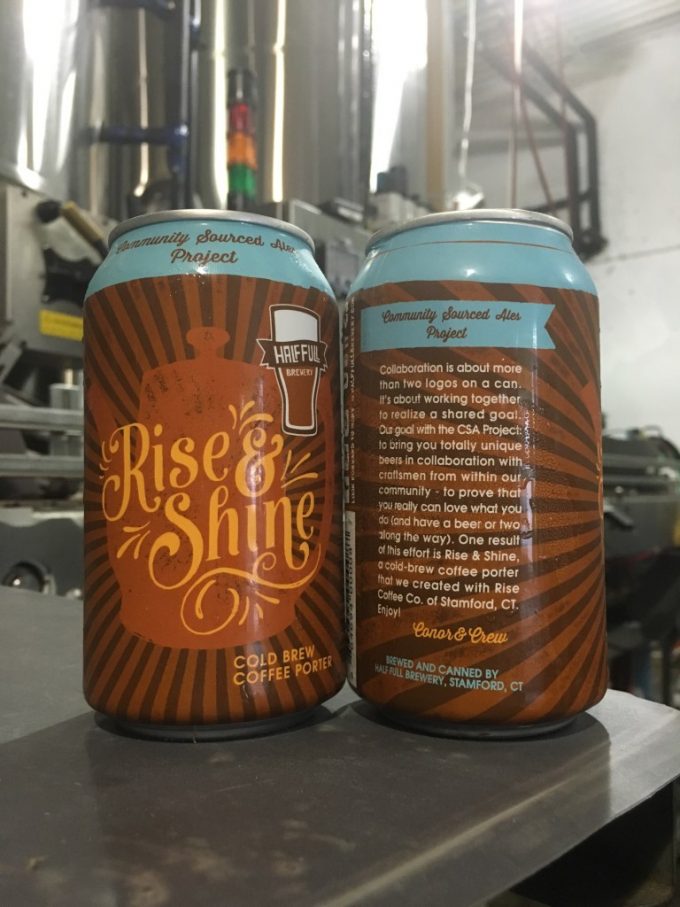 Community Sourced Ales
Project
HALF FULL
BREWERY
Rise &
Shine
COLD BREW
COFFEE PORTER
Community Sourced Ales
Project
Collaboration is about more
than two logos on a can.
It's about working together
to realize a shared goal.
Our goal with the CSA Project:
to bring you totally unique
beers in collaboration with
craftsmen from within our
community - to prove that
you really can love what you
do (and have a beer or two
along the way). One result
of this effort is Rise & Shine,
a cold-brew coffee porter
that we created with Rise
Coffee Co. of Stamford, CT.
Enjoy!
Conor & Crew
BREWED AND CANNED BY
HALF FULL BREWERY, STAMFORD, CT